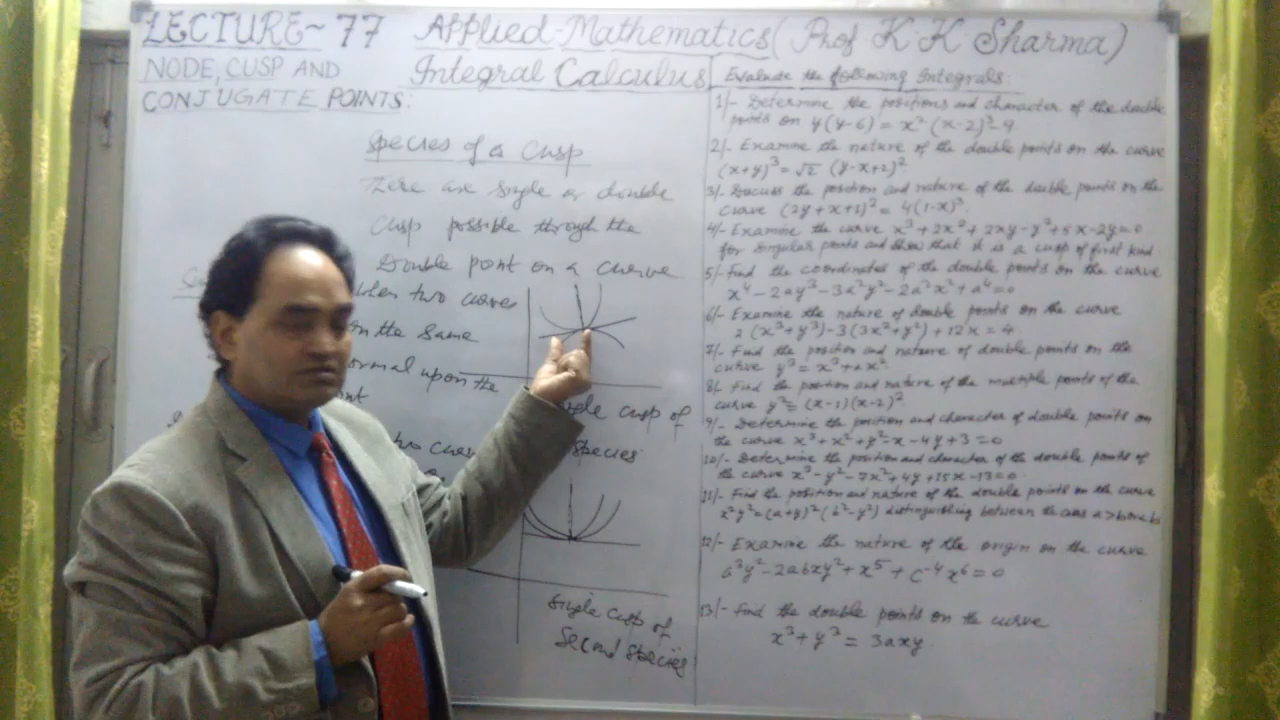 LECTURE~77 Applied-Mathematics (Prof K.K Sharma)
NODE, CUSP AND
CONJUGATE POINTS:
Integral Calculus
Species of a Cusp
There are Single or double
Cusp possible through the
Double point on a curve
two curves
on the Same
upon the
two
Cusp of
Species
Single cusp of
Second Species
Evaluate the following Integrals:
1/- Determine the positions and character of the double
points on y(y-6) = x² (x-2)³-9
2/- Examine the nature of the double points on the curve
(x+y)³ = √2 (y-x+2)²
3/- Discuss the position and nature of the double points on the
curve (2y+x+1)² = 4(1-x)⁵
4/- Examine the curve x³+2x²+2xy-y²+5x-2y=0
for singular points and show that it is a cusp of first kind
5/- Find the coordinates of the double points on the curve
x⁴-2ay³-3a²y²-2a²x²+a⁴=0
6/- Examine the nature of double points on the curve
2(x³+y³)-3(3x²+y²)+12x=4
7/- Find the position and nature of double points on the
curve y³ = x³+ax²
8/- Find the position and nature of the multiple points of the
curve y²= (x-1)(x-2)²
9/- Determine the position and character of double points on
the curve x³+x²+y²-x-4y+3=0
10/- Determine the position and character of the double points of
the curve x³-y²-7x²+4y+15x-13=0
11/- Find the position and nature of the double points on the curve
x²y²=(a+y)²(b²-y²) distinguishing between the cases a>b or a<b
12/- Examine the nature of the origin on the curve
a³y²-2abxy²+x⁵+c⁻⁴x⁶=0
13/- Find the double points on the curve
x³+y³ = 3axy